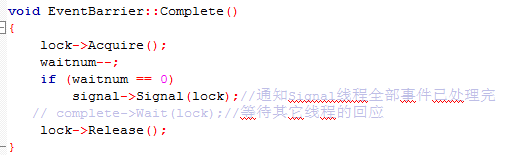 void EventBarrier::Complete()
{
    lock->Acquire();
    waitnum--;
    if (waitnum == 0)
        signal->Signal(lock);//通知Signal线程全部事件已处理完
   // complete->Wait(lock);//等待其它线程的回应
    lock->Release();
}